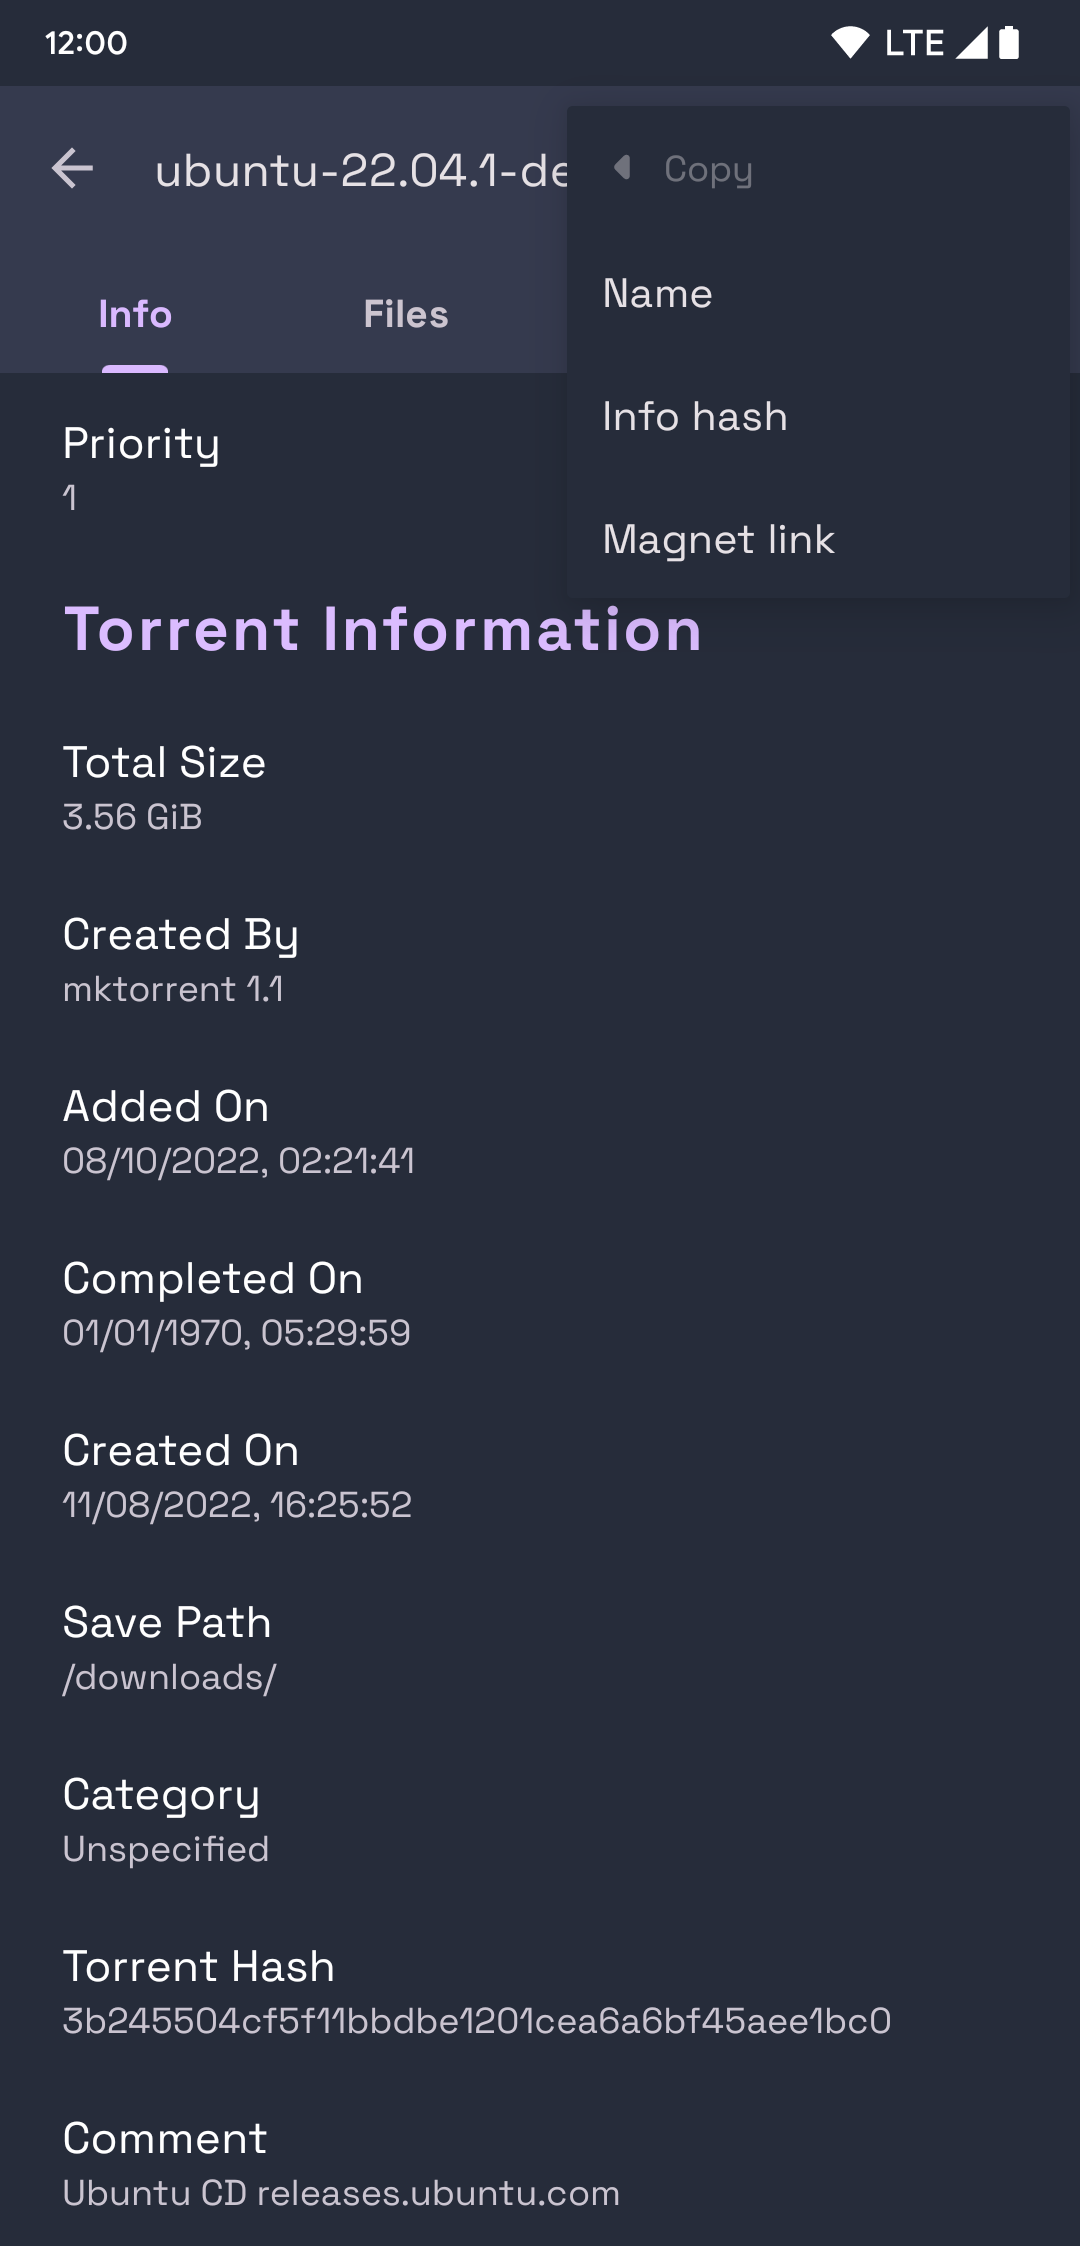 12:00
LTE
ubuntu-22.04.1-de
Copy
Name
Info hash
Magnet link
Info
Files
Priority
1
Torrent Information
Total Size
3.56 GiB
Created By
mktorrent 1.1
Added On
08/10/2022, 02:21:41
Completed On
01/01/1970, 05:29:59
Created On
11/08/2022, 16:25:52
Save Path
/downloads/
Category
Unspecified
Torrent Hash
3b245504cf5f11bbdbe1201cea6a6bf45aee1bc0
Comment
Ubuntu CD releases.ubuntu.com